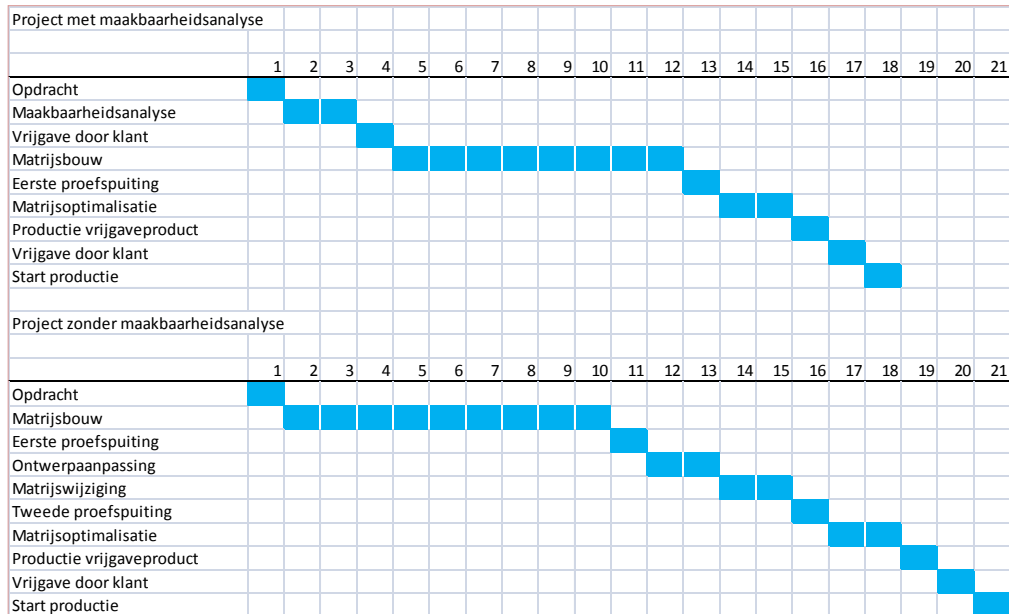 Project met maakbaarheidsanalyse
1 2 3 4 5 6 7 8 9 10 11 12 13 14 15 16 17 18 19 20 21
Opdracht
Maakbaarheidsanalyse
Vrijgave door klant
Matrijsbouw
Eerste proefspuiting
Matrijsoptimalisatie
Productie vrijgaveproduct
Vrijgave door klant
Start productie
Project zonder maakbaarheidsanalyse
1 2 3 4 5 6 7 8 9 10 11 12 13 14 15 16 17 18 19 20 21
Opdracht
Matrijsbouw
Eerste proefspuiting
Ontwerpaanpassing
Matrijswijziging
Tweede proefspuiting
Matrijsoptimalisatie
Productie vrijgaveproduct
Vrijgave door klant
Start productie